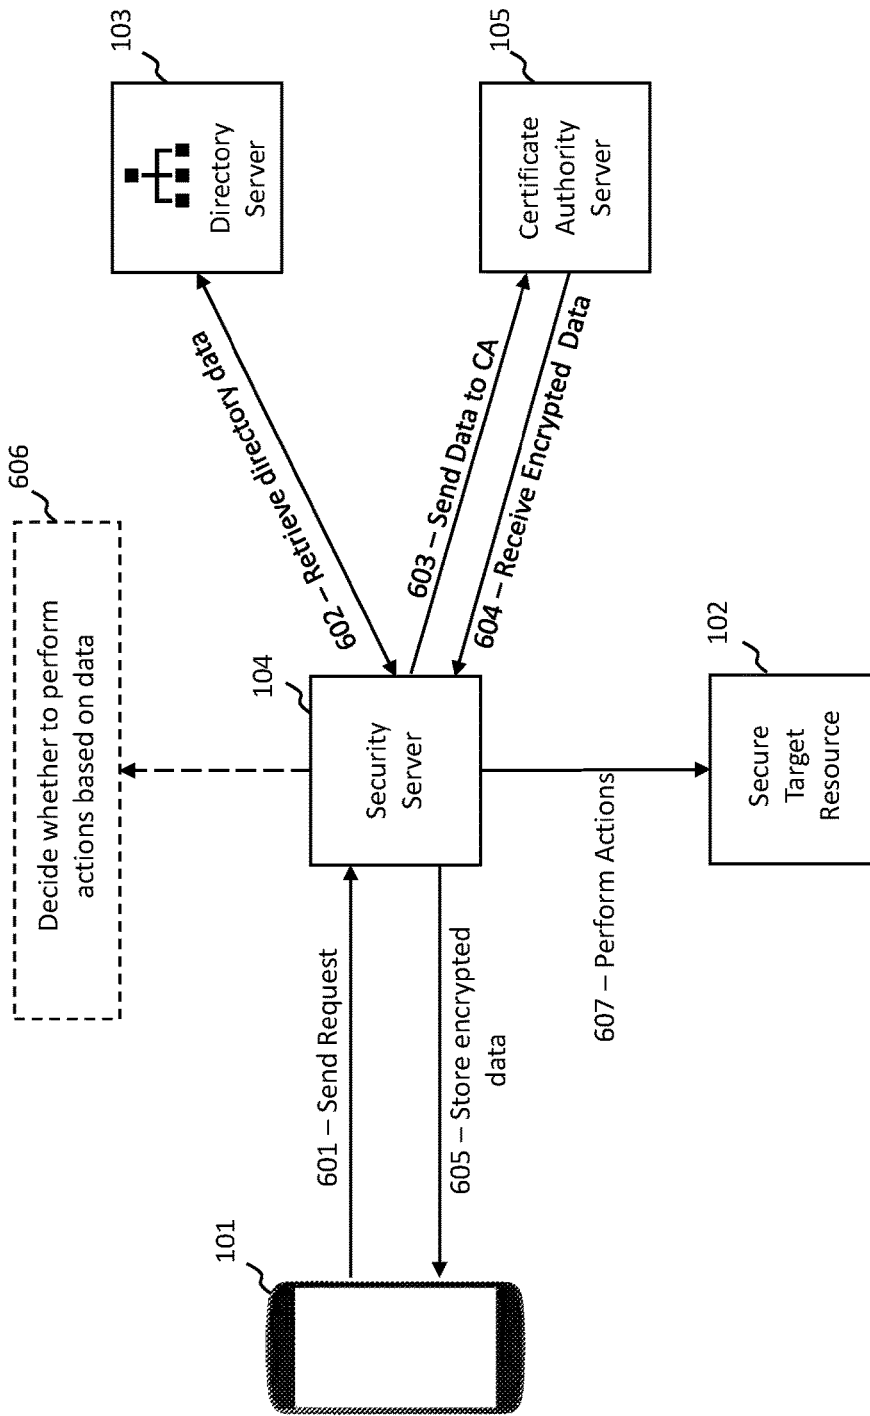 606
Decide whether to perform
actions based on data
103
Directory
Server
602 – Retrieve directory data
104
Security
Server
101
601 – Send Request
605 – Store encrypted
data
603 – Send Data to CA
604 – Receive Encrypted Data
105
Certificate
Authority
Server
607 – Perform Actions
102
Secure
Target
Resource